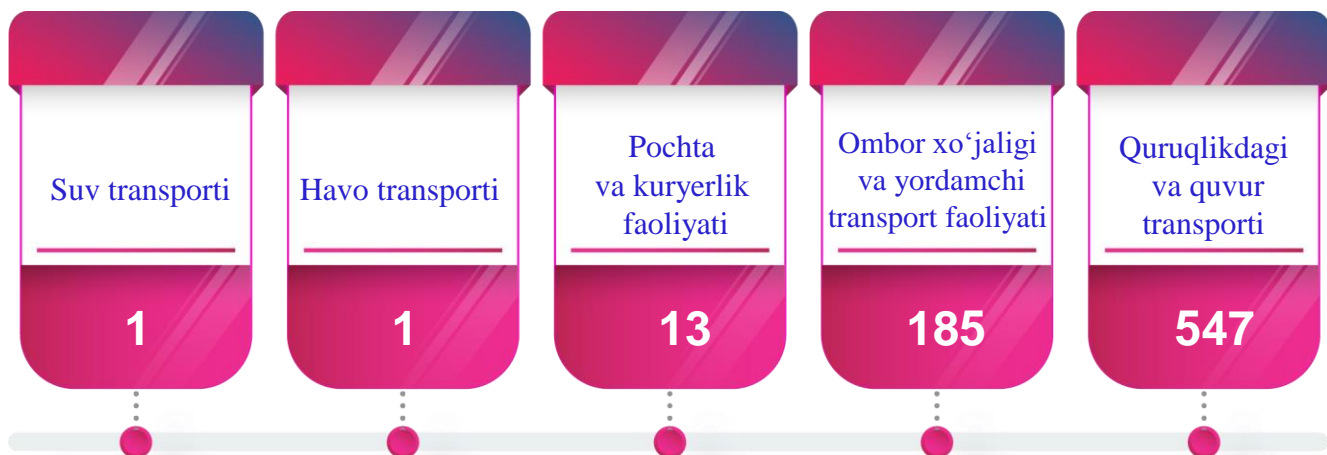 Suv transporti
1
Havo transporti
1
Pochta
va kuryerlik
faoliyati
13
Ombor xo‘jaligi
va yordamchi
transport faoliyati
185
Quruqlikdagi
va quvur
transporti
547